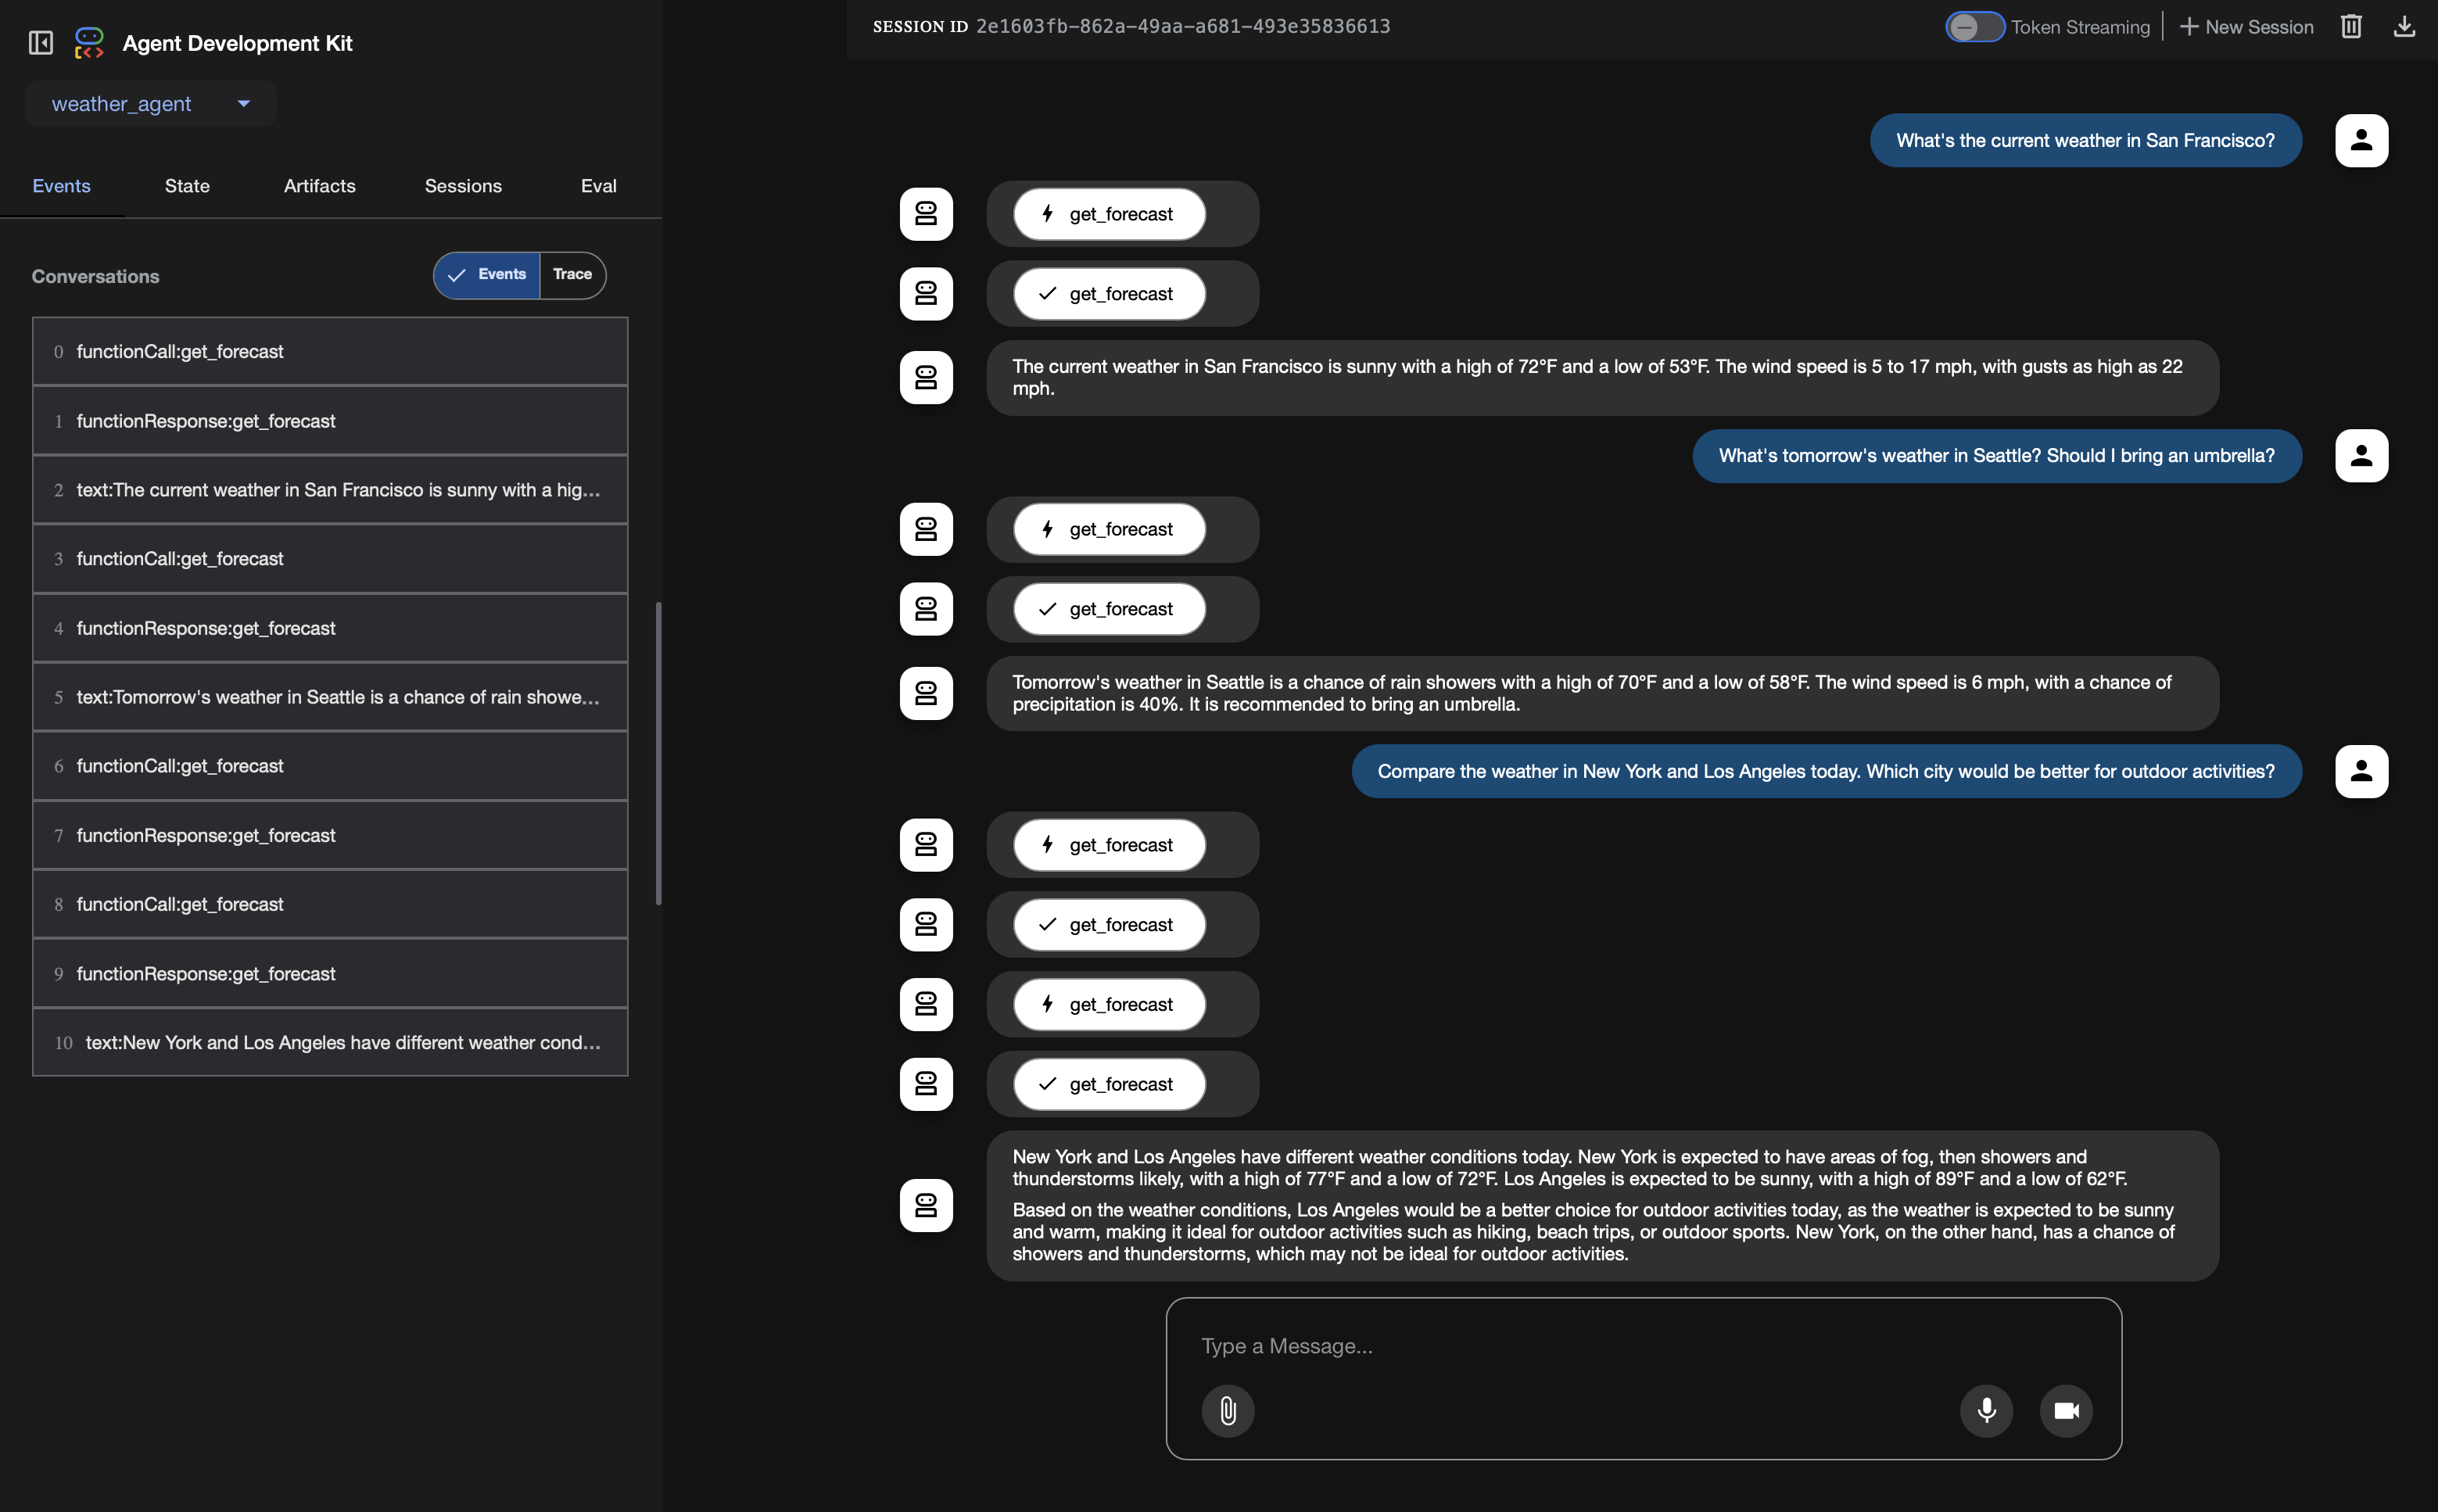 Agent Development Kit
weather_agent
Events State Artifacts Sessions Eval
Conversations
Events Trace
0 functionCall:get_forecast
1 functionResponse:get_forecast
2 text:The current weather in San Francisco is sunny with a hig...
3 functionCall:get_forecast
4 functionResponse:get_forecast
5 text:Tomorrow's weather in Seattle is a chance of rain showe...
6 functionCall:get_forecast
7 functionResponse:get_forecast
8 functionCall:get_forecast
9 functionResponse:get_forecast
10 text:New York and Los Angeles have different weather cond...
SESSION ID 2e1603fb-862a-49aa-a681-493e35836613
Token Streaming
New Session
What's the current weather in San Francisco?
get_forecast
get_forecast
The current weather in San Francisco is sunny with a high of 72°F and a low of 53°F. The wind speed is 5 to 17 mph, with gusts as high as 22
mph.
What's tomorrow's weather in Seattle? Should I bring an umbrella?
get_forecast
get_forecast
Tomorrow's weather in Seattle is a chance of rain showers with a high of 70°F and a low of 58°F. The wind speed is 6 mph, with a chance of
precipitation is 40%. It is recommended to bring an umbrella.
Compare the weather in New York and Los Angeles today. Which city would be better for outdoor activities?
get_forecast
get_forecast
get_forecast
get_forecast
New York and Los Angeles have different weather conditions today. New York is expected to have areas of fog, then showers and
thunderstorms likely, with a high of 77°F and a low of 72°F. Los Angeles is expected to be sunny, with a high of 89°F and a low of 62°F.
Based on the weather conditions, Los Angeles would be a better choice for outdoor activities today, as the weather is expected to be sunny
and warm, making it ideal for outdoor activities such as hiking, beach trips, or outdoor sports. New York, on the other hand, has a chance of
showers and thunderstorms, which may not be ideal for outdoor activities.
Type a Message...